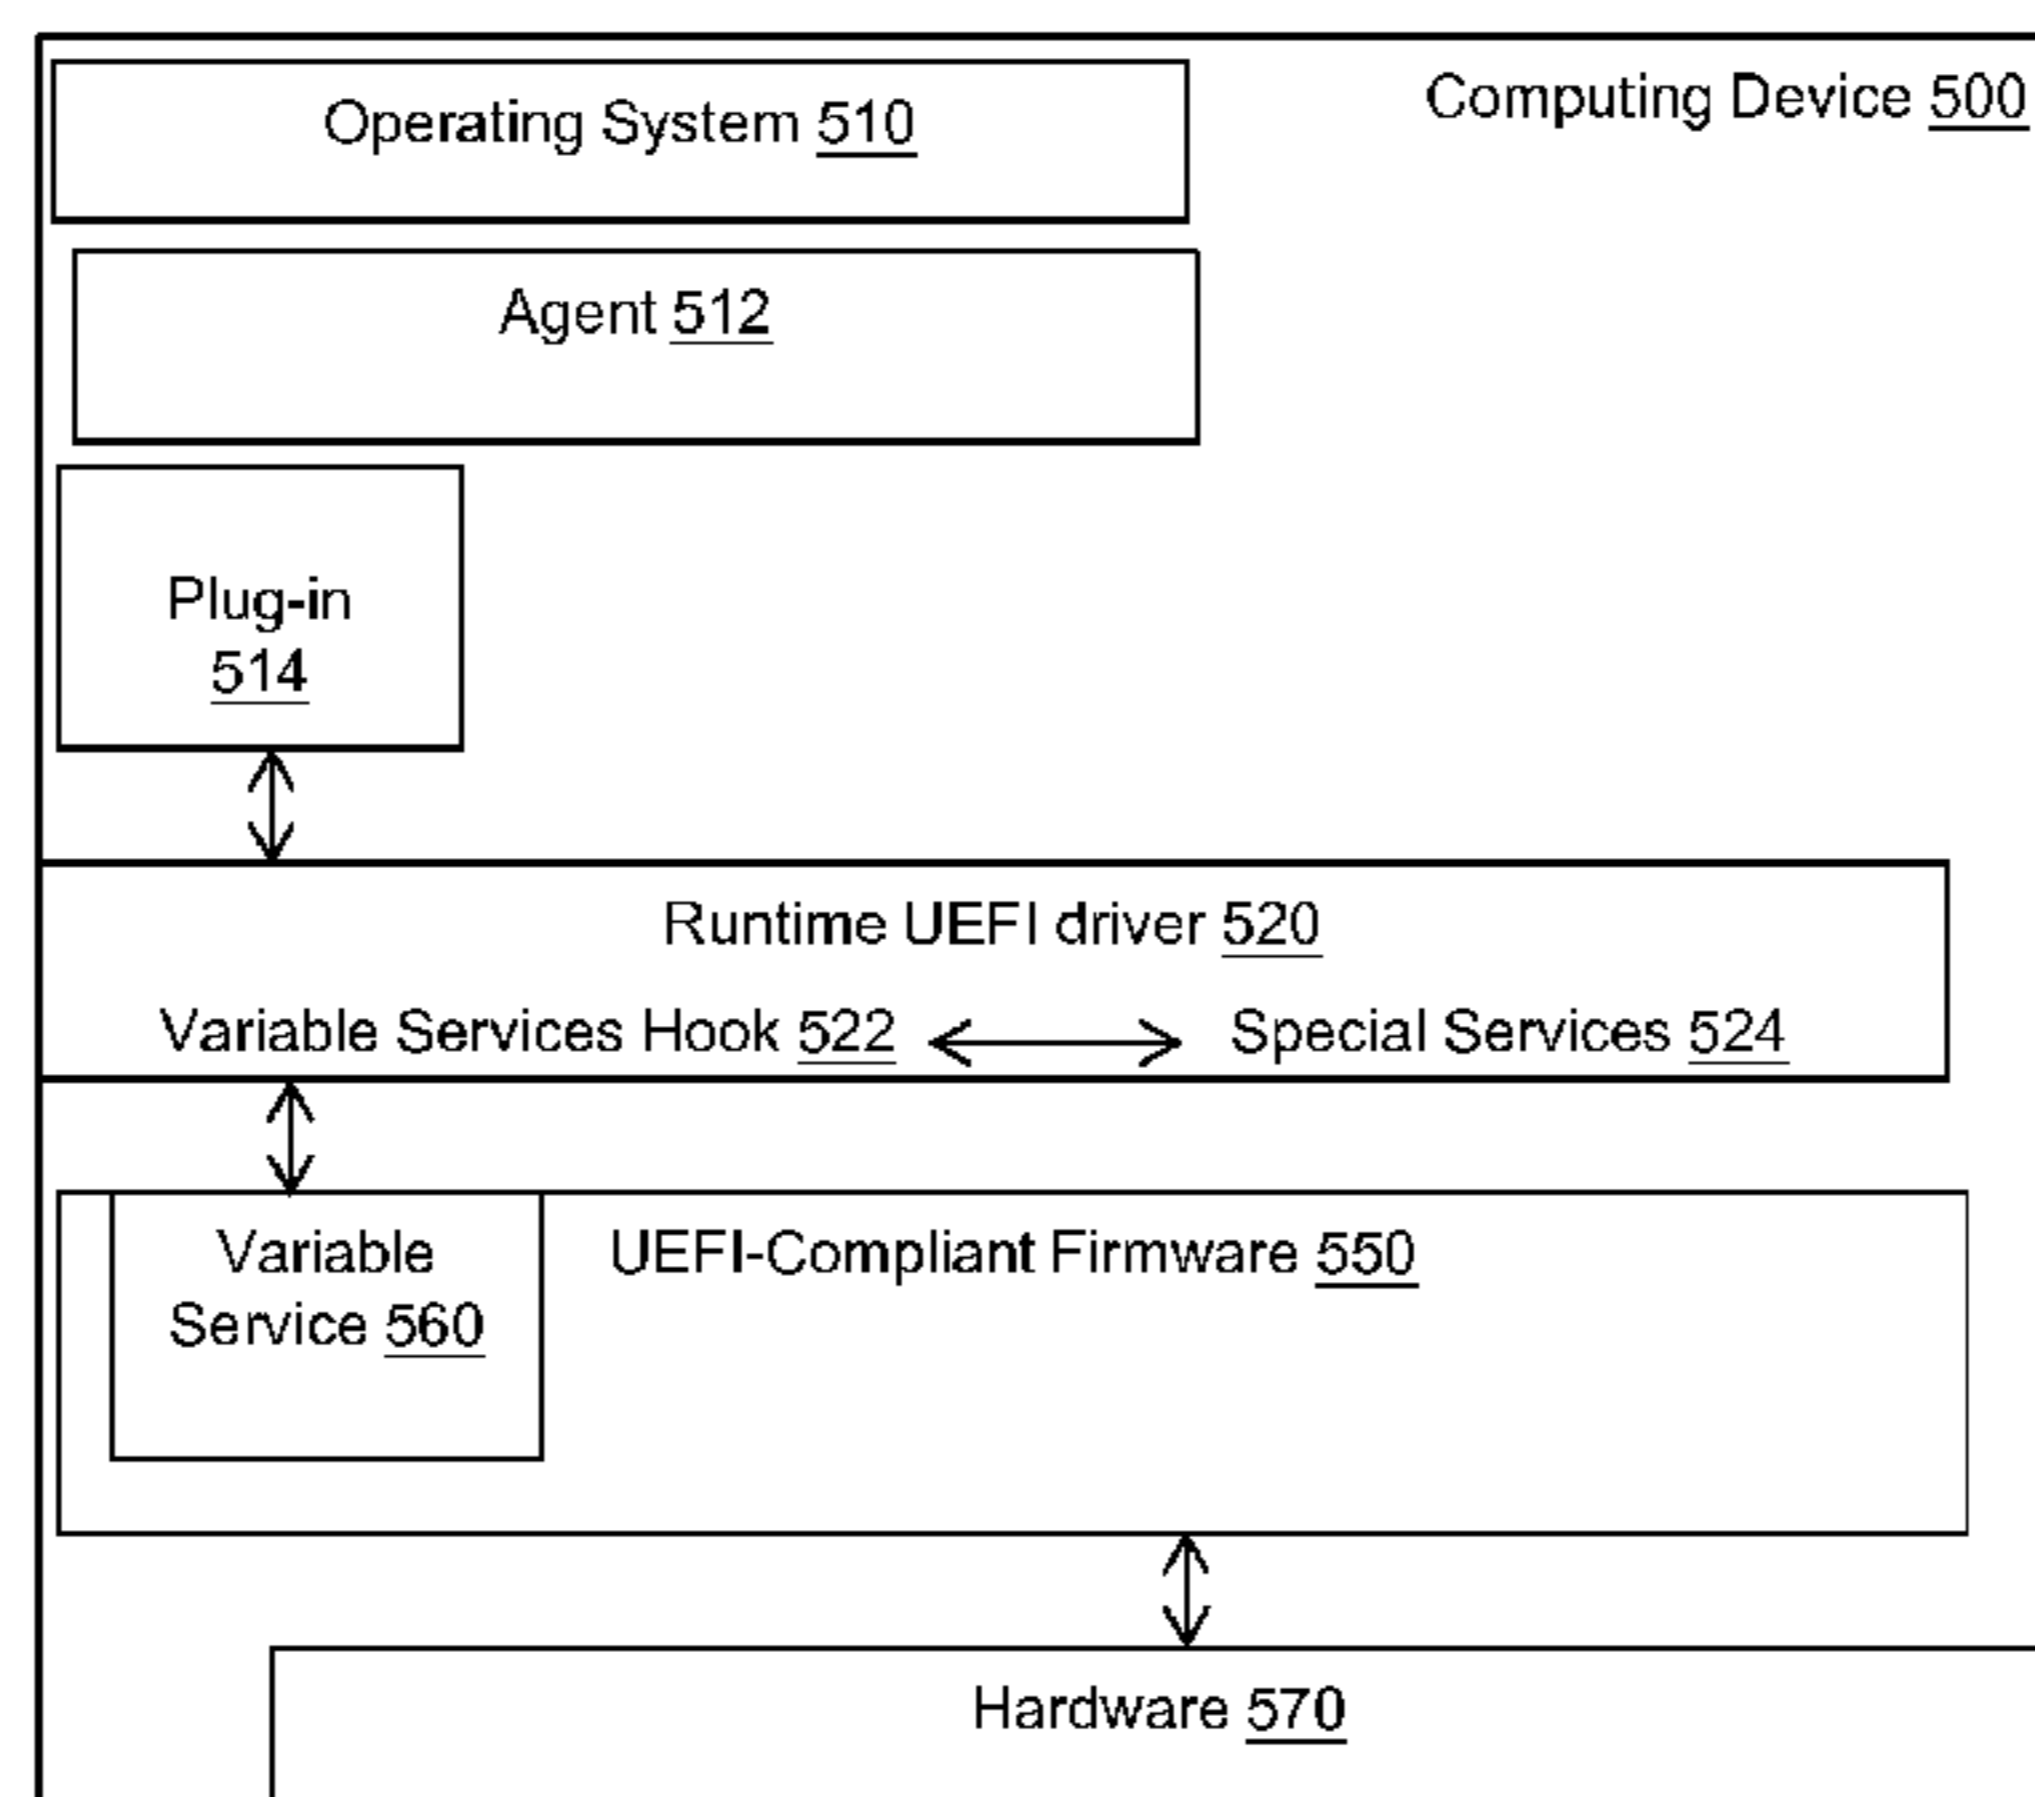 Computing Device 500
Operating System 510
Agent 512
Plug-in
514
Runtime UEFI driver 520
Variable Services Hook 522
Special Services 524
Variable
Service 560
UEFI-Compliant Firmware 550
Hardware 570